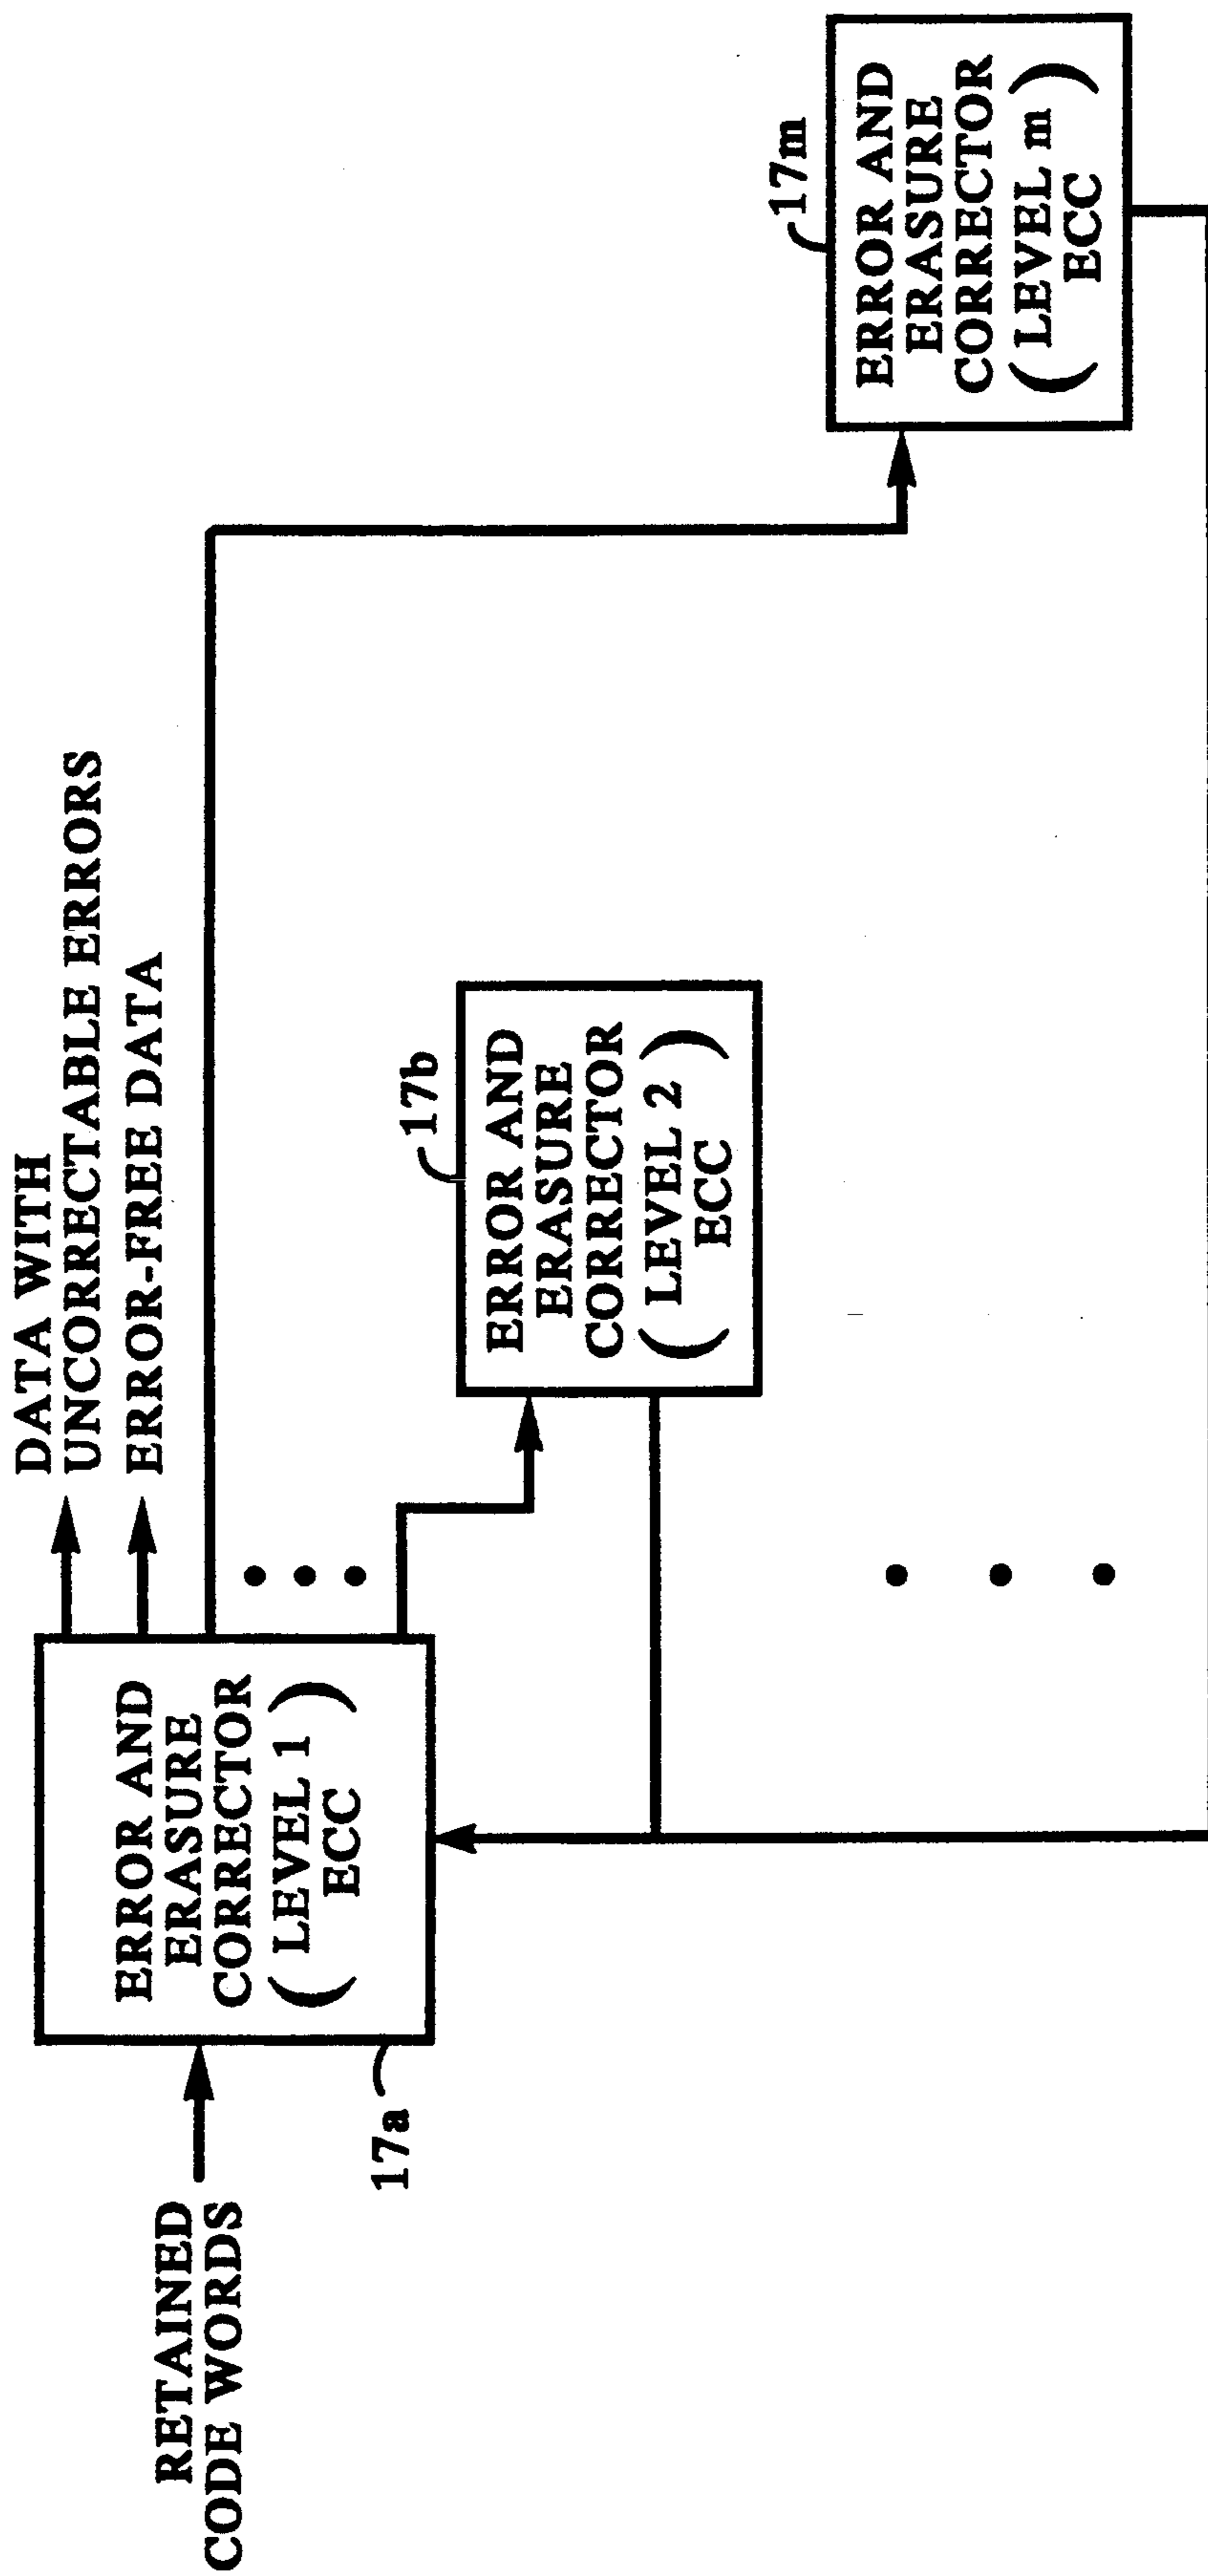 RETAINED
CODE WORDS
17a
ERROR AND
ERASURE
CORRECTOR
( LEVEL 1 )
ECC
DATA WITH
UNCORRECTABLE ERRORS
ERROR-FREE DATA
17b
ERROR AND
ERASURE
CORRECTOR
( LEVEL 2 )
ECC
17m
ERROR AND
ERASURE
CORRECTOR
( LEVEL m )
ECC